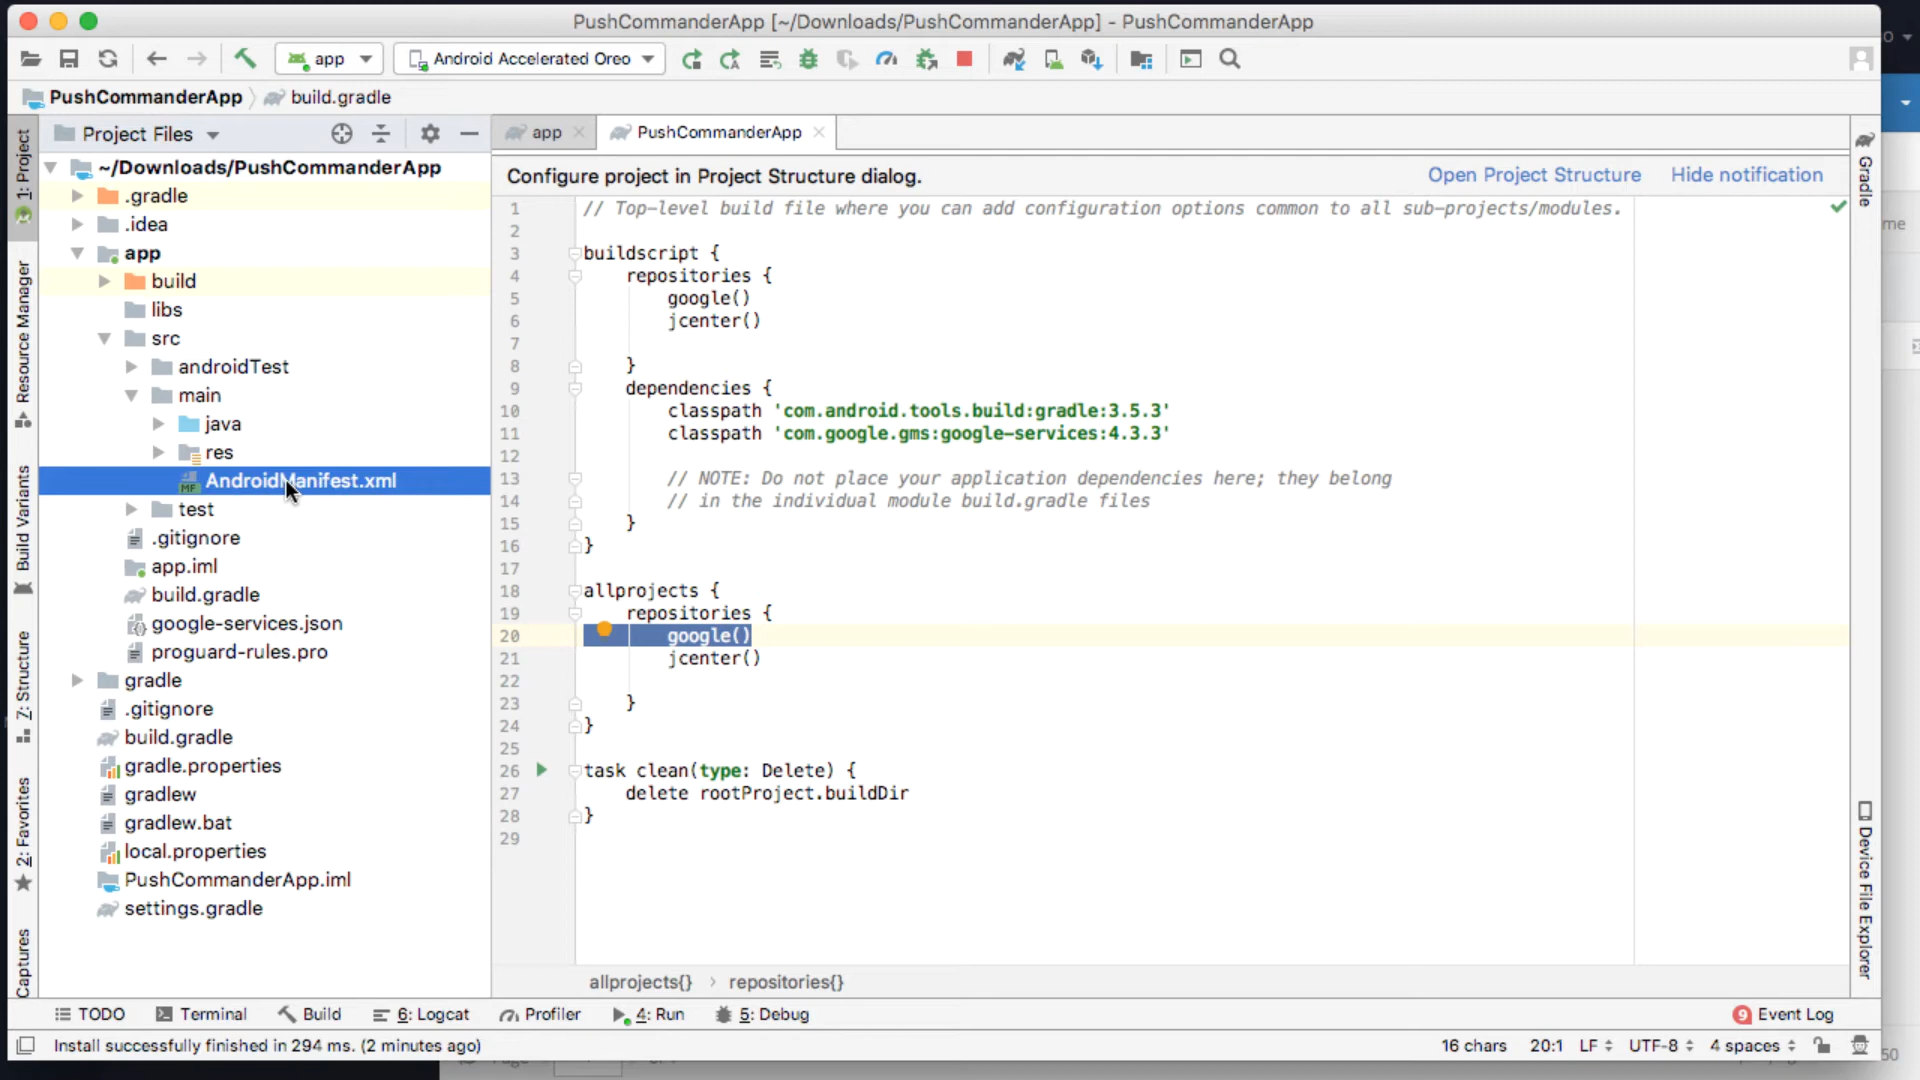 PushCommanderApp [~/Downloads/PushCommanderApp] - PushCommanderApp
app
Android Accelerated Oreo
PushCommanderApp
build.gradle
Project Files
app
PushCommanderApp
1: Project
Resource Manager
Build Variants
Z: Structure
2: Favorites
Captures
~/Downloads/PushCommanderApp
.gradle
.idea
app
build
libs
src
androidTest
main
java
res
AndroidManifest.xml
test
.gitignore
app.iml
build.gradle
google-services.json
proguard-rules.pro
gradle
.gitignore
build.gradle
gradle.properties
gradlew
gradlew.bat
local.properties
PushCommanderApp.iml
settings.gradle
Configure project in Project Structure dialog.
Open Project Structure
Hide notification
1 // Top-level build file where you can add configuration options common to all sub-projects/modules.
2
3 buildscript {
4 repositories {
5 google()
6 jcenter()
7
8 }
9 dependencies {
10 classpath 'com.android.tools.build:gradle:3.5.3'
11 classpath 'com.google.gms:google-services:4.3.3'
12
13 // NOTE: Do not place your application dependencies here; they belong
14 // in the individual module build.gradle files
15 }
16 }
17
18 allprojects {
19 repositories {
20 google()
21 jcenter()
22
23 }
24 }
25
26 task clean(type: Delete) {
27 delete rootProject.buildDir
28 }
29
allprojects{} › repositories{}
Gradle
Device File Explorer
me
TODO
Terminal
Build
6: Logcat
Profiler
4: Run
5: Debug
9 Event Log
Install successfully finished in 294 ms. (2 minutes ago)
16 chars
20:1
LF
UTF-8
4 spaces
50